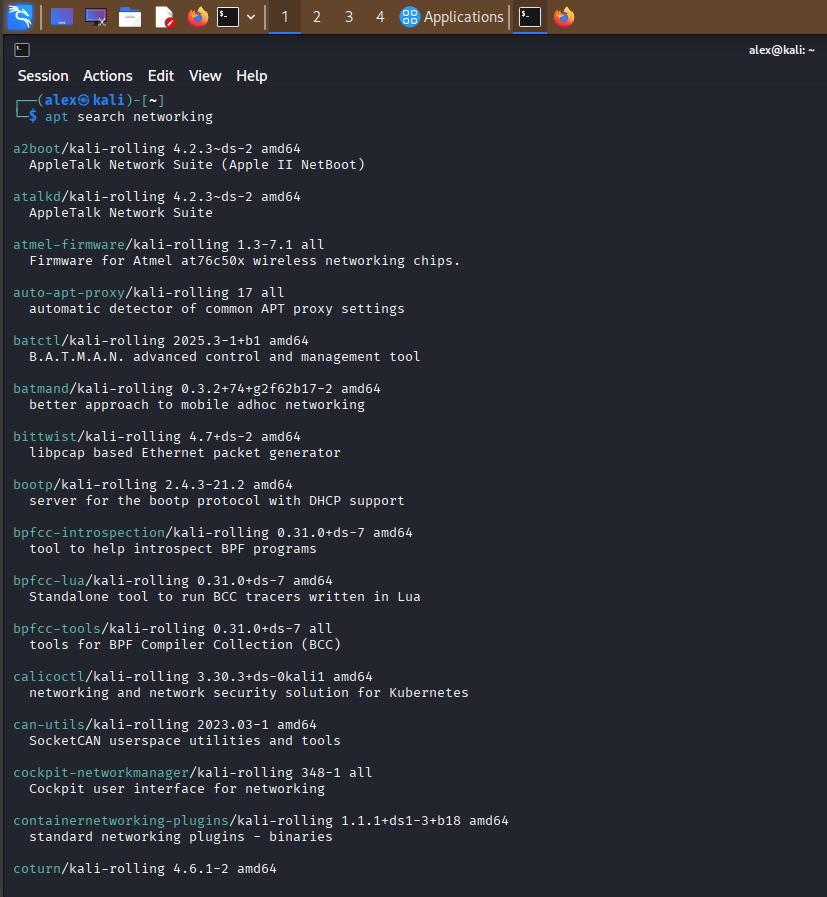 1 2 3 4 Applications
alex@kali: ~
Session Actions Edit View Help
┌──(alex㉿kali)-[~]
└─$ apt search networking
a2boot/kali-rolling 4.2.3~ds-2 amd64
AppleTalk Network Suite (Apple II NetBoot)
atalkd/kali-rolling 4.2.3~ds-2 amd64
AppleTalk Network Suite
atmel-firmware/kali-rolling 1.3-7.1 all
Firmware for Atmel at76c50x wireless networking chips.
auto-apt-proxy/kali-rolling 17 all
automatic detector of common APT proxy settings
batctl/kali-rolling 2025.3-1+b1 amd64
B.A.T.M.A.N. advanced control and management tool
batmand/kali-rolling 0.3.2+74+g2f62b17-2 amd64
better approach to mobile adhoc networking
bittwist/kali-rolling 4.7+ds-2 amd64
libpcap based Ethernet packet generator
bootp/kali-rolling 2.4.3-21.2 amd64
server for the bootp protocol with DHCP support
bpfcc-introspection/kali-rolling 0.31.0+ds-7 amd64
tool to help introspect BPF programs
bpfcc-lua/kali-rolling 0.31.0+ds-7 amd64
Standalone tool to run BCC tracers written in Lua
bpfcc-tools/kali-rolling 0.31.0+ds-7 all
tools for BPF Compiler Collection (BCC)
calicoctl/kali-rolling 3.30.3+ds-0kali1 amd64
networking and network security solution for Kubernetes
can-utils/kali-rolling 2023.03-1 amd64
SocketCAN userspace utilities and tools
cockpit-networkmanager/kali-rolling 348-1 all
Cockpit user interface for networking
containernetworking-plugins/kali-rolling 1.1.1+ds1-3+b18 amd64
standard networking plugins - binaries
coturn/kali-rolling 4.6.1-2 amd64